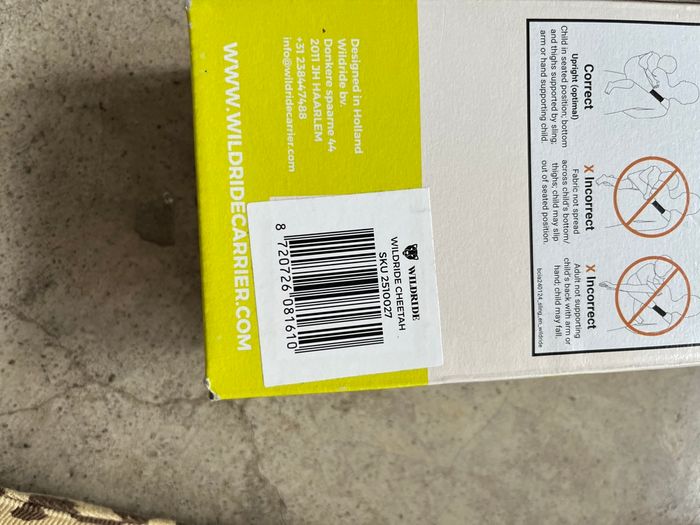 Correct
Upright (optimal)
Child in seated position; bottom
and thighs supported by sling;
arm or hand supporting child.
X Incorrect
Fabric not spread
across child's bottom/
thighs; child may slip
out of seated position.
X Incorrect
Adult not supporting
child's back with arm or
hand; child may fall.
bcia240124_sling_en_wildride
Designed in Holland
Wildride bv.
Donkere spaarne 44
2011 JH HAARLEM
+31 238447488
info@wildridecarrier.com
WWW.WILDRIDECARRIER.COM
WILDRIDE
WILDRIDE CHEETAH
SKU 2510027
8 720726 081610